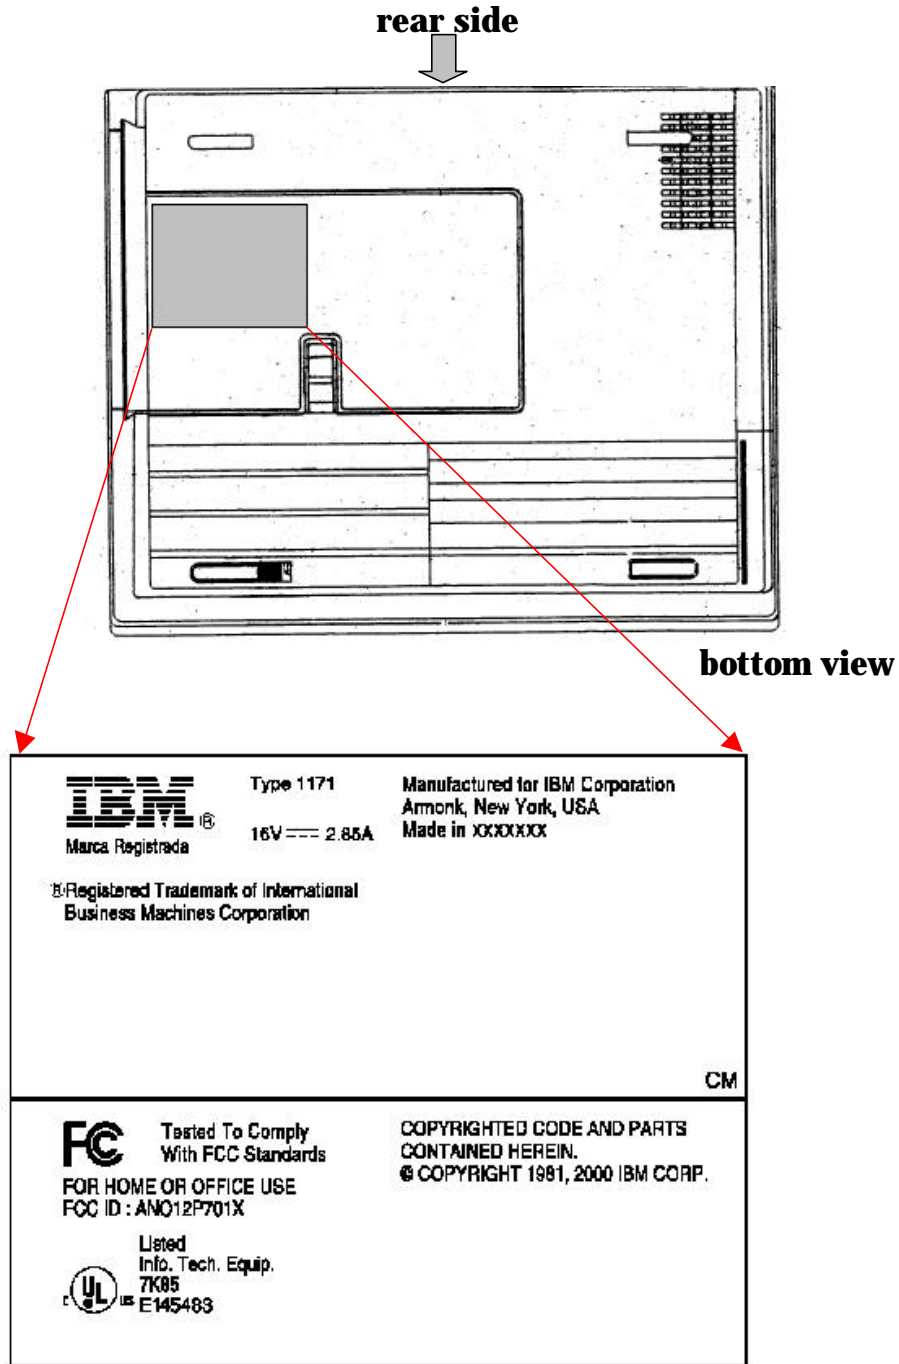 rear side
bottom view
IBM ®
Marca Registrada
Type 1171
16V 2.85A
Manufactured for IBM Corporation
Armonk, New York, USA
Made in xxxxxxx
®Registered Trademark of International
Business Machines Corporation
CM
FC
Tested To Comply
With FCC Standards
FOR HOME OR OFFICE USE
FCC ID : ANO12P701X
COPYRIGHTED CODE AND PARTS
CONTAINED HEREIN.
© COPYRIGHT 1981, 2000 IBM CORP.
Listed
Info. Tech. Equip.
7K85
E145483
C UL US